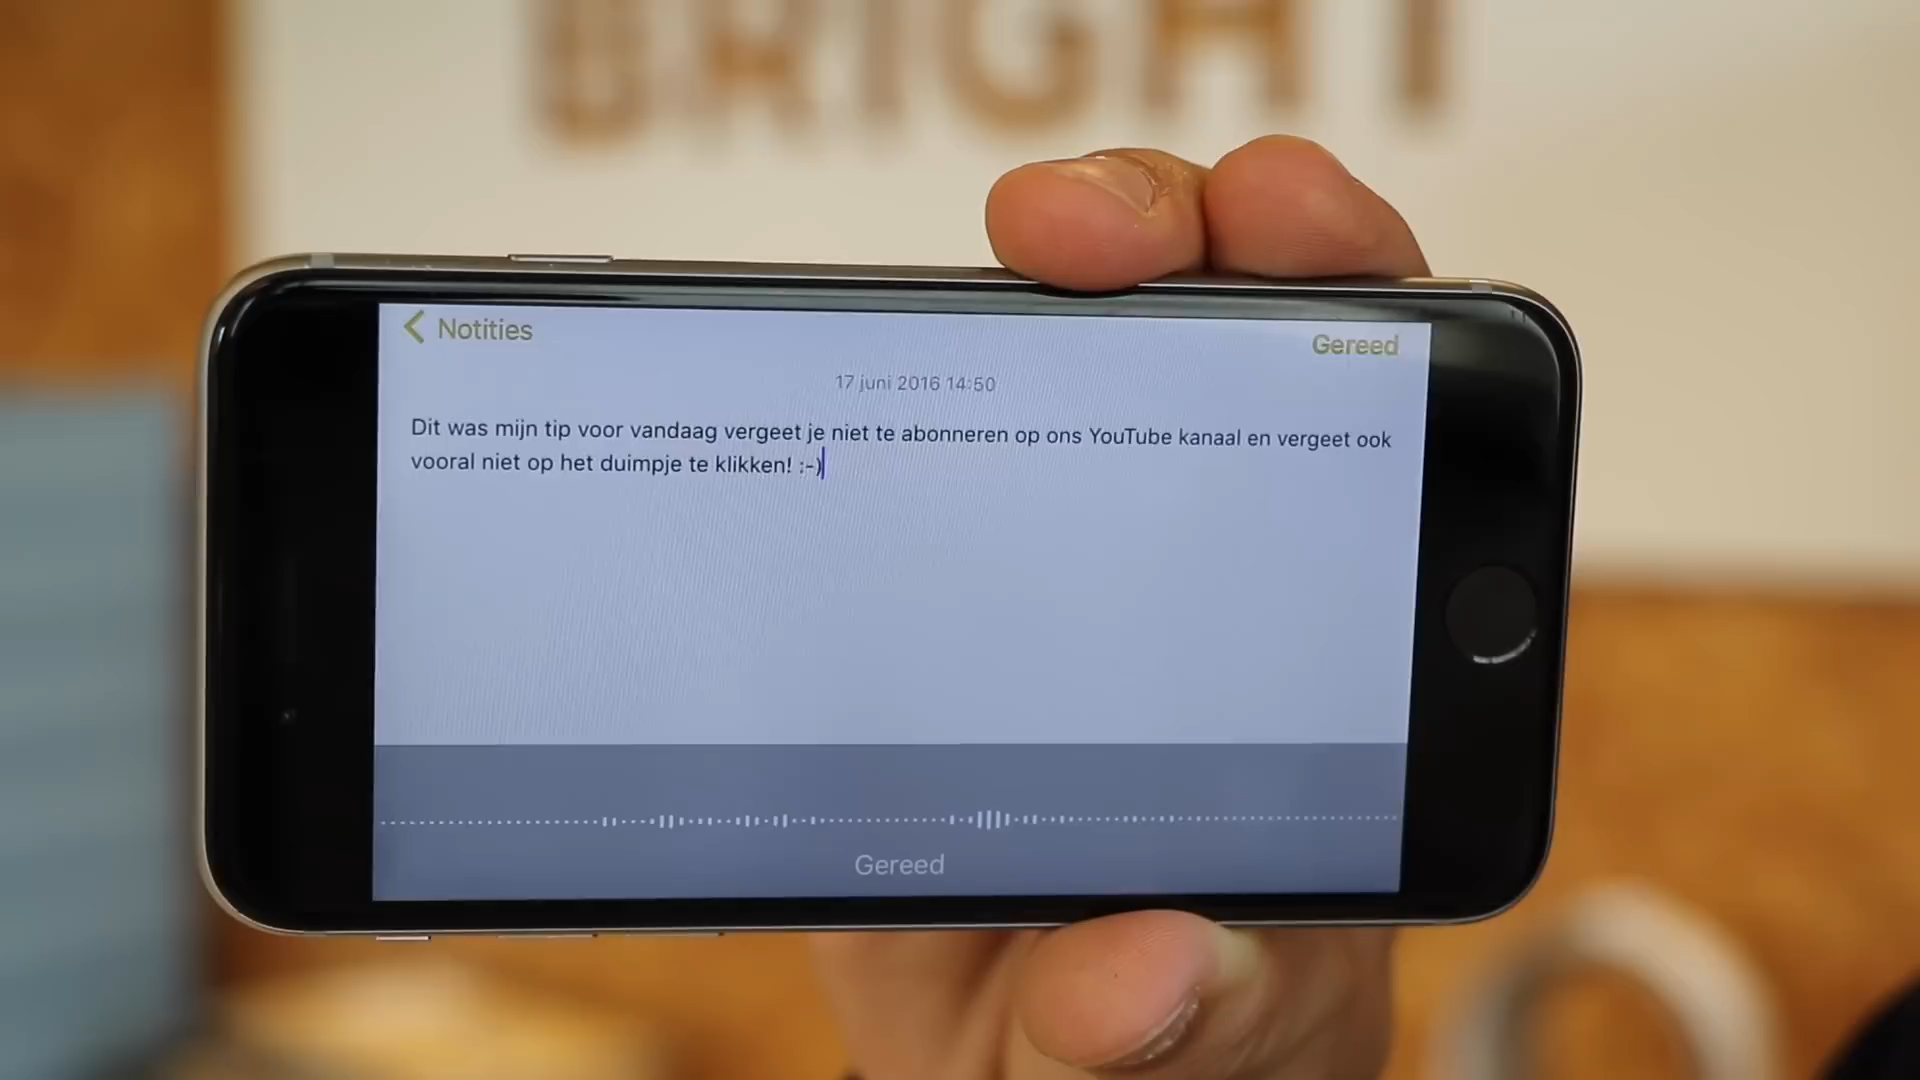 BRIGHT
Notities
Gereed
17 juni 2016 14:50
Dit was mijn tip voor vandaag vergeet je niet te abonneren op ons YouTube kanaal en vergeet ook
vooral niet op het duimpje te klikken! :-)
Gereed